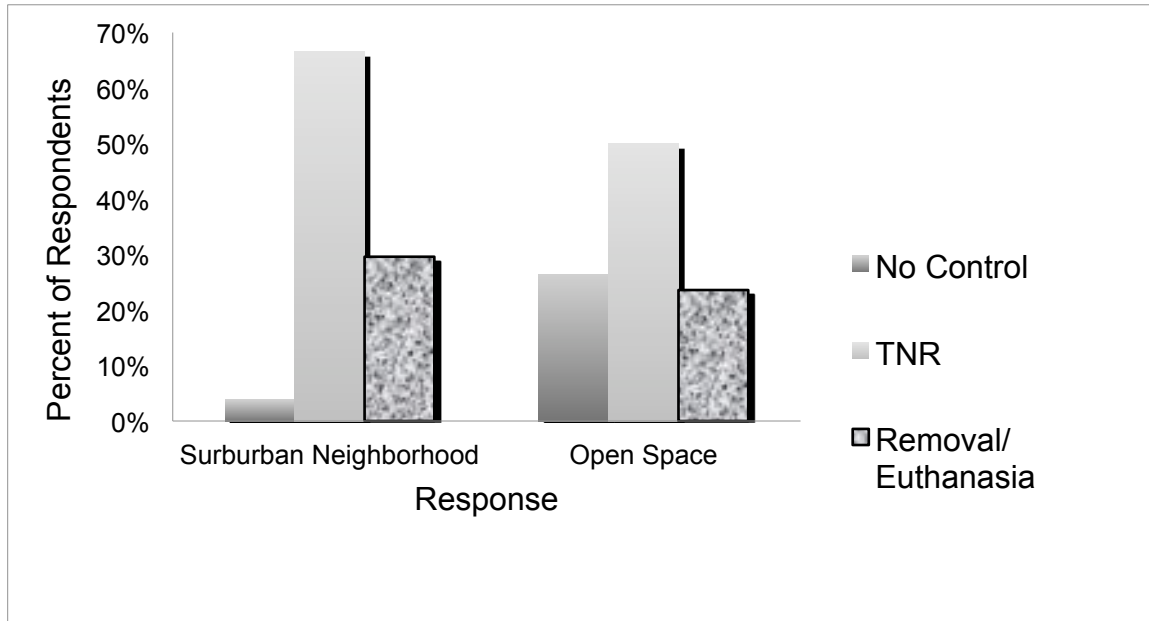 70%
60%
50%
40%
30%
20%
10%
0%
Percent of Respondents
Surburban Neighborhood
Open Space
Response
No Control
TNR
Removal/
Euthanasia